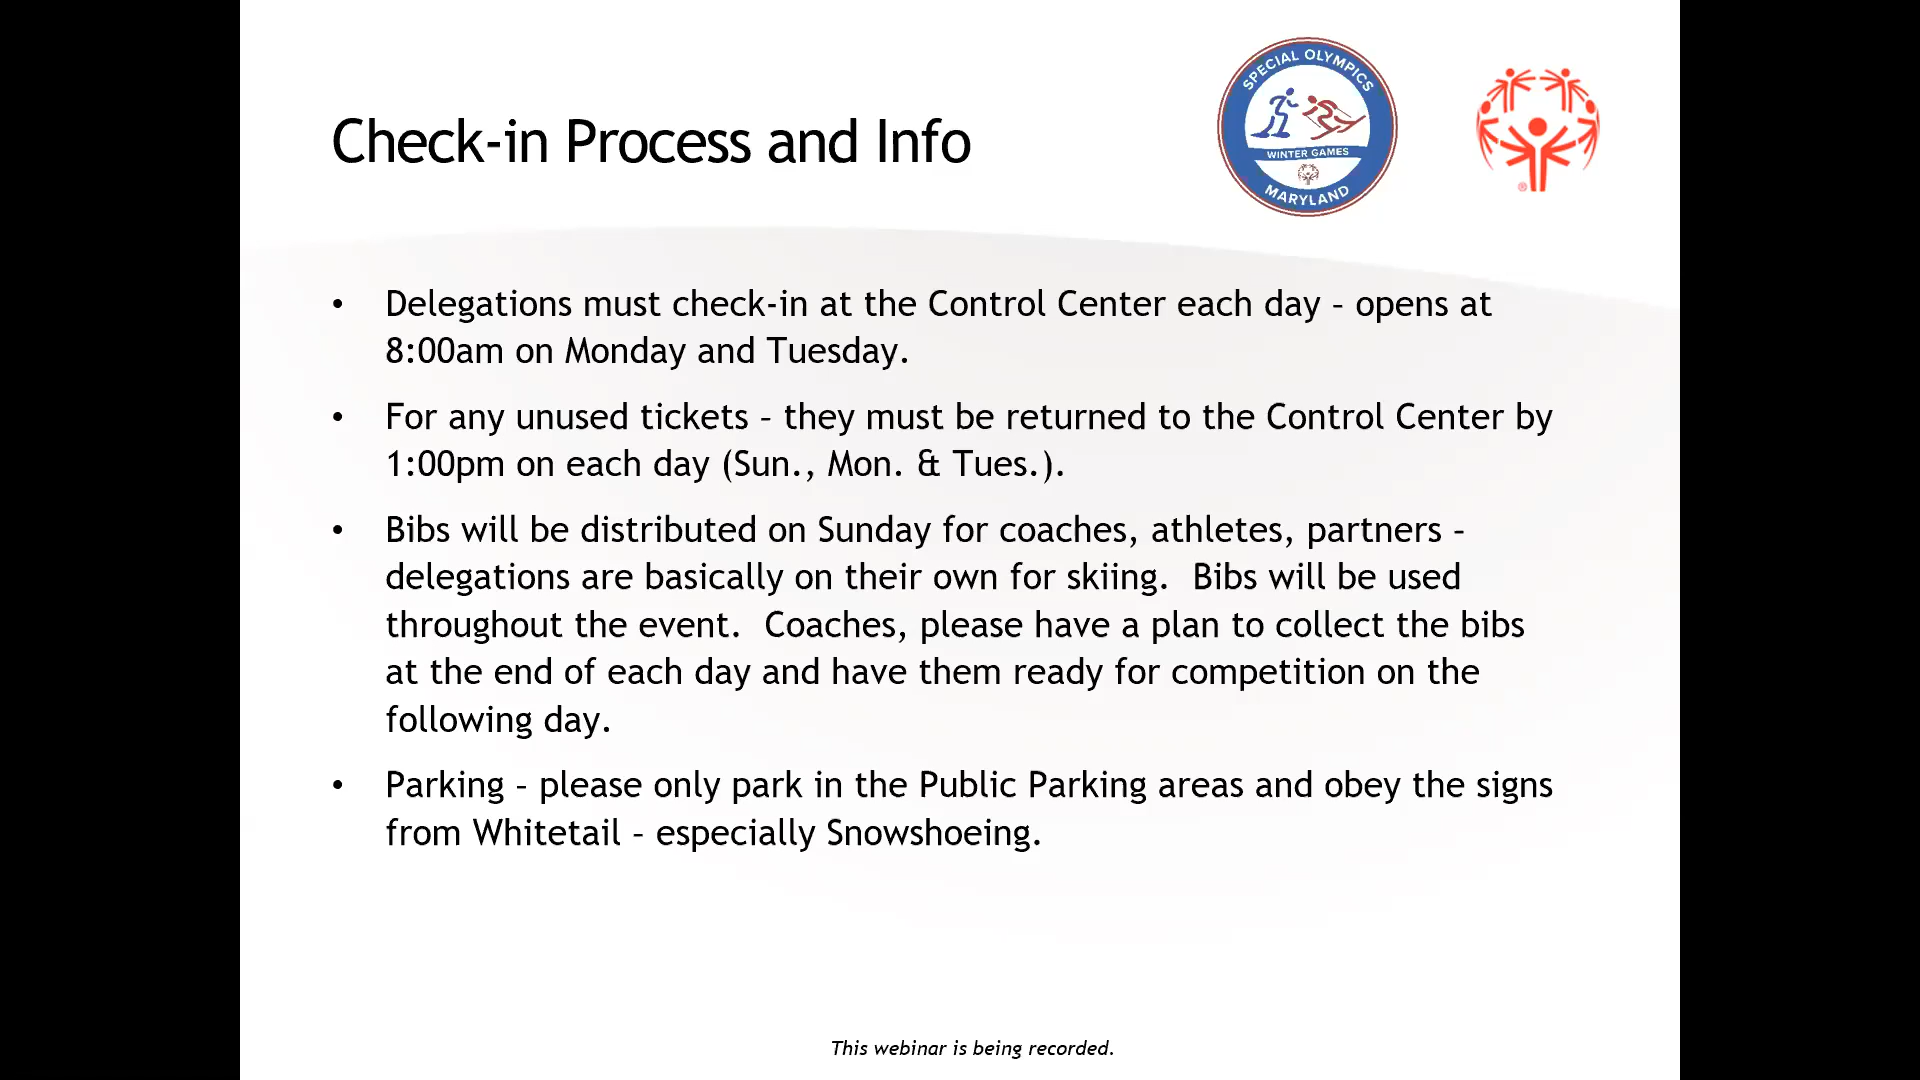 SPECIAL OLYMPICS
WINTER GAMES
MARYLAND
®
Check-in Process and Info
• Delegations must check-in at the Control Center each day – opens at
8:00am on Monday and Tuesday.
• For any unused tickets – they must be returned to the Control Center by
1:00pm on each day (Sun., Mon. & Tues.).
• Bibs will be distributed on Sunday for coaches, athletes, partners –
delegations are basically on their own for skiing.  Bibs will be used
throughout the event.  Coaches, please have a plan to collect the bibs
at the end of each day and have them ready for competition on the
following day.
• Parking – please only park in the Public Parking areas and obey the signs
from Whitetail – especially Snowshoeing.
This webinar is being recorded.